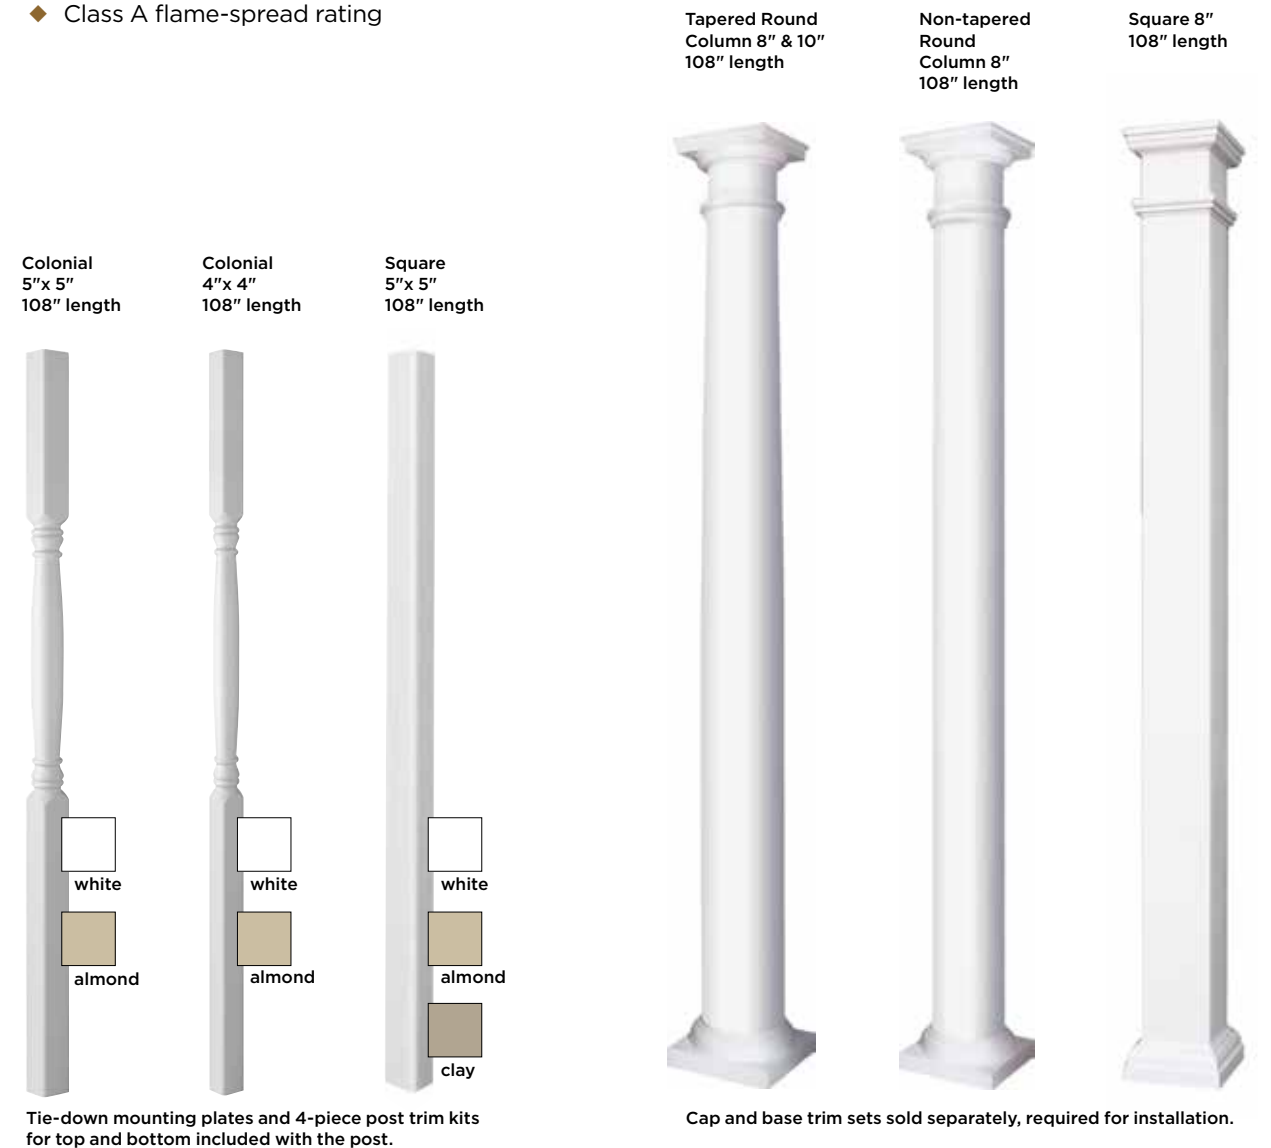 Class A flame-spread rating
Tapered Round
Column 8" & 10"
108" length
Non-tapered
Round
Column 8"
108" length
Square 8"
108" length
Colonial
5"x 5"
108" length
Colonial
4"x 4"
108" length
Square
5"x 5"
108" length
white
almond
white
almond
white
almond
clay
Tie-down mounting plates and 4-piece post trim kits
for top and bottom included with the post.
Cap and base trim sets sold separately, required for installation.